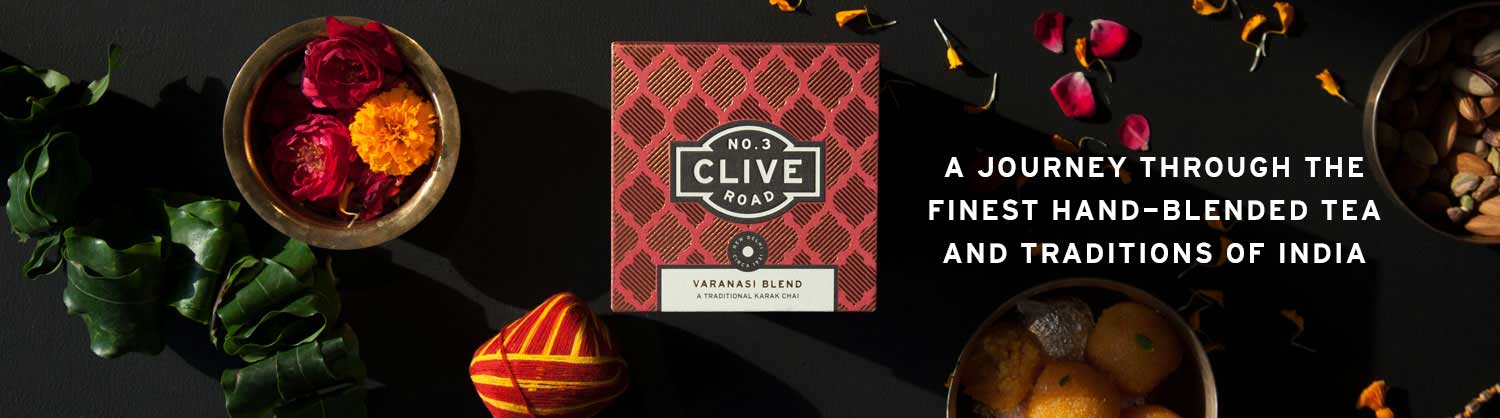 NO.3
CLIVE
ROAD
NEW DELHI
CIRCA 1931
VARANASI BLEND
A TRADITIONAL KARAK CHAI
A JOURNEY THROUGH THE
FINEST HAND-BLENDED TEA
AND TRADITIONS OF INDIA